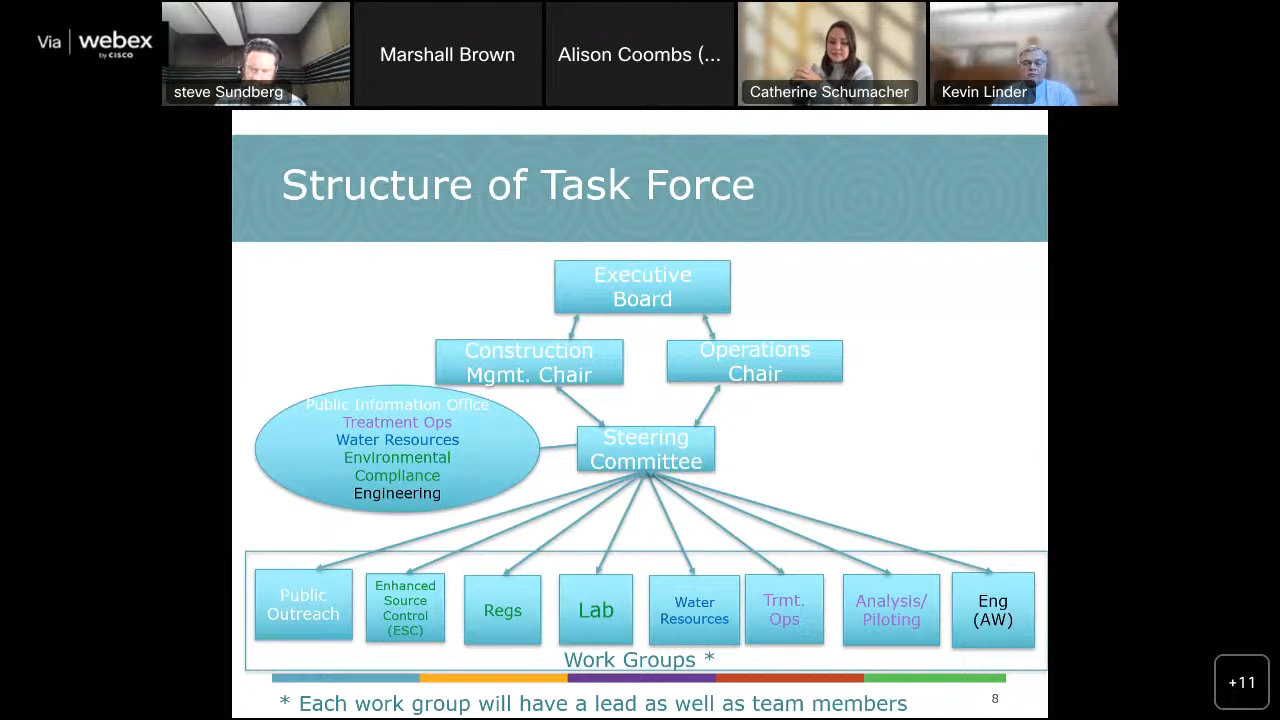 Via webex
by CISCO
steve Sundberg
Marshall Brown
Alison Coombs (...
Catherine Schumacher
Kevin Linder
Structure of Task Force
Executive
Board
Construction
Mgmt. Chair
Operations
Chair
Public Information Office
Treatment Ops
Water Resources
Environmental
Compliance
Engineering
Steering
Committee
Public
Outreach
Enhanced
Source
Control
(ESC)
Regs
Lab
Water
Resources
Trmt.
Ops
Analysis/
Piloting
Eng
(AW)
Work Groups *
* Each work group will have a lead as well as team members
8
+11